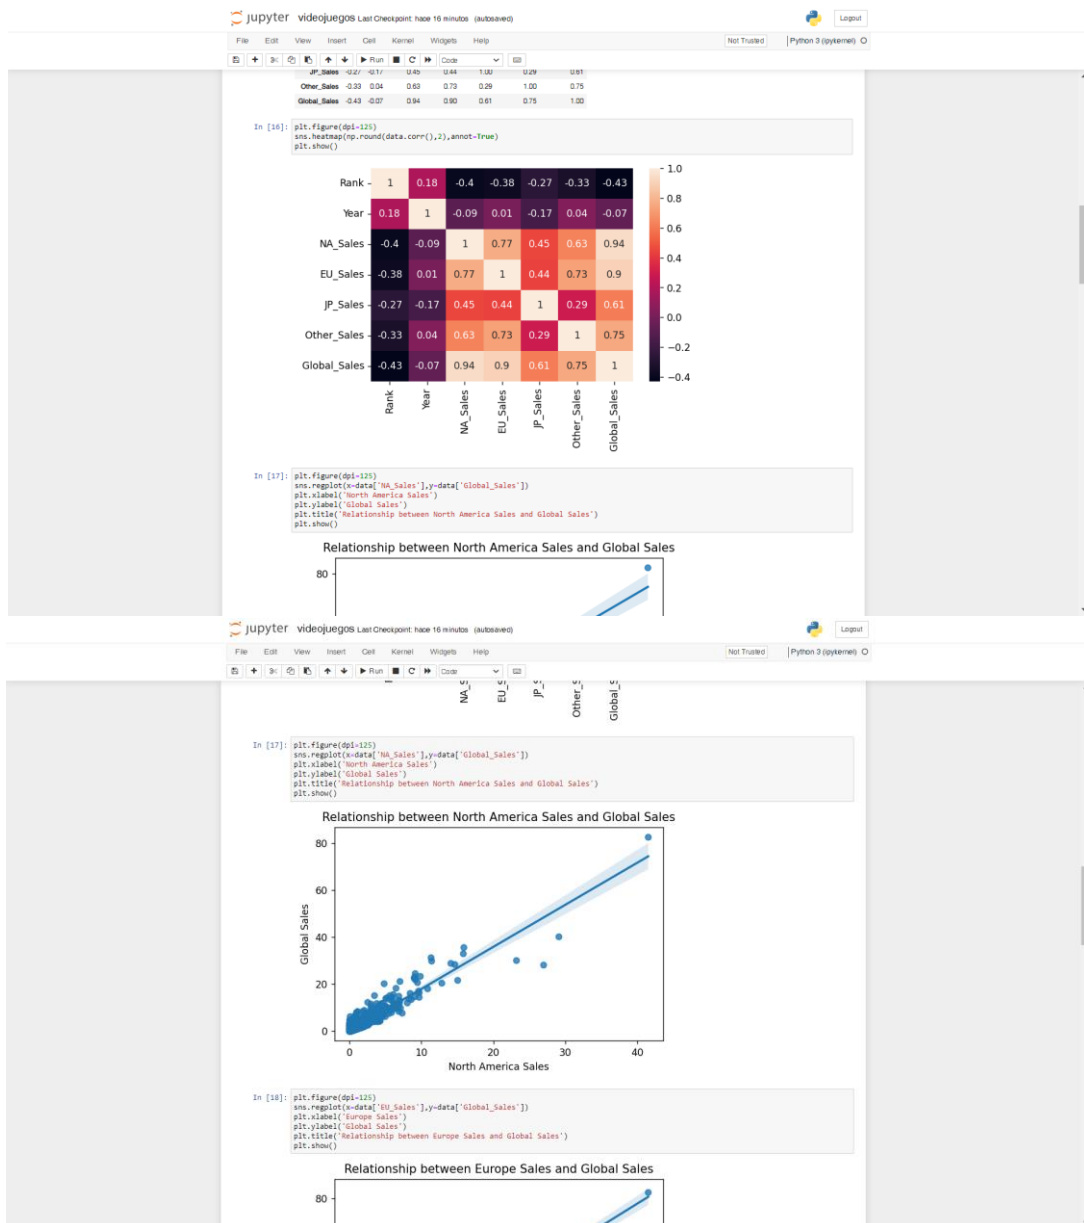 jupyter videojuegos Last Checkpoint: hace 16 minutos (autosaved)
Logout
File Edit View Insert Cell Kernel Widgets Help
Not Trusted
Python 3 (ipykernel)
Run
Code
JP_Sales -0.27 -0.17 0.45 0.44 1.00 0.29 0.61
Other_Sales -0.33 0.04 0.63 0.73 0.29 1.00 0.75
Global_Sales -0.43 -0.07 0.94 0.90 0.61 0.75 1.00
In [16]: plt.figure(dpi=125)
sns.heatmap(np.round(data.corr(),2),annot=True)
plt.show()
Rank 1 0.18 -0.4 -0.38 -0.27 -0.33 -0.43
Year 0.18 1 -0.09 0.01 -0.17 0.04 -0.07
NA_Sales -0.4 -0.09 1 0.77 0.45 0.63 0.94
EU_Sales -0.38 0.01 0.77 1 0.44 0.73 0.9
JP_Sales -0.27 -0.17 0.45 0.44 1 0.29 0.61
Other_Sales -0.33 0.04 0.63 0.73 0.29 1 0.75
Global_Sales -0.43 -0.07 0.94 0.9 0.61 0.75 1
Rank Year NA_Sales EU_Sales JP_Sales Other_Sales Global_Sales
1.0
0.8
0.6
0.4
0.2
0.0
-0.2
-0.4
In [17]: plt.figure(dpi=125)
sns.regplot(x=data['NA_Sales'],y=data['Global_Sales'])
plt.xlabel('North America Sales')
plt.ylabel('Global Sales')
plt.title('Relationship between North America Sales and Global Sales')
plt.show()
Relationship between North America Sales and Global Sales
80
jupyter videojuegos Last Checkpoint: hace 16 minutos (autosaved)
Logout
File Edit View Insert Cell Kernel Widgets Help
Not Trusted
Python 3 (ipykernel)
Run
Code
In [17]: plt.figure(dpi=125)
sns.regplot(x=data['NA_Sales'],y=data['Global_Sales'])
plt.xlabel('North America Sales')
plt.ylabel('Global Sales')
plt.title('Relationship between North America Sales and Global Sales')
plt.show()
Relationship between North America Sales and Global Sales
80
60
40
20
0
Global Sales
0 10 20 30 40
North America Sales
In [18]: plt.figure(dpi=125)
sns.regplot(x=data['EU_Sales'],y=data['Global_Sales'])
plt.xlabel('Europe Sales')
plt.ylabel('Global Sales')
plt.title('Relationship between Europe Sales and Global Sales')
plt.show()
Relationship between Europe Sales and Global Sales
80